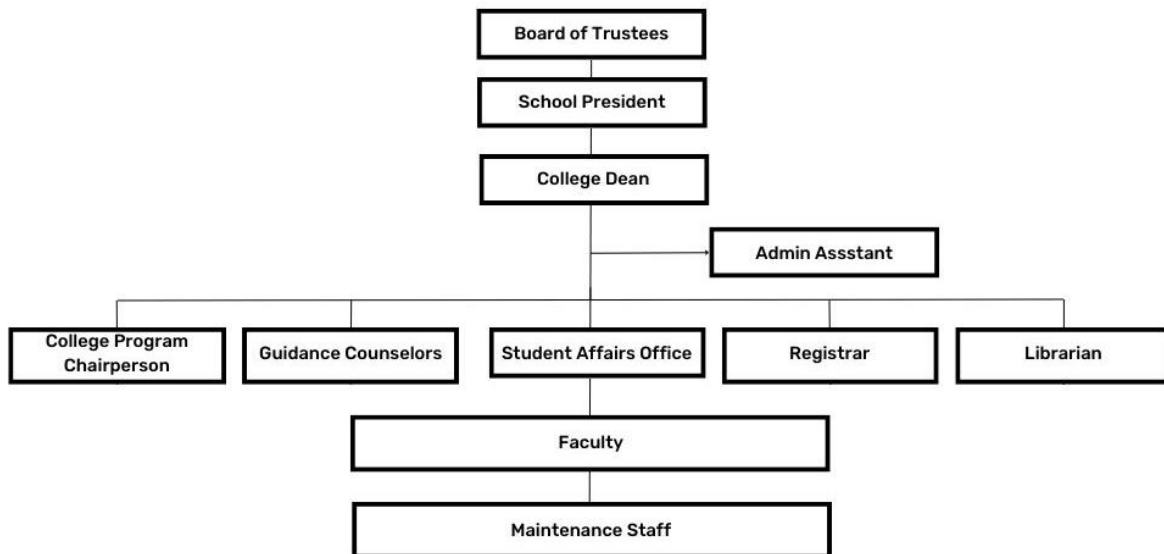 Board of Trustees
School President
College Dean
Admin Assstant
College Program
Chairperson
Guidance Counselors
Student Affairs Office
Registrar
Librarian
Faculty
Maintenance Staff